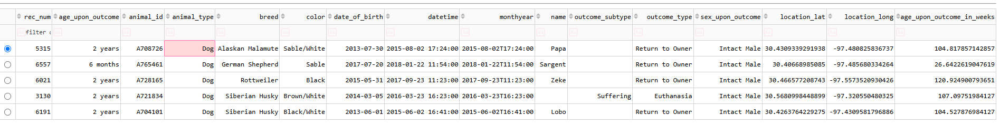 rec_num age_upon_outcome animal_id animal_type breed color date_of_birth datetime monthyear name outcome_subtype outcome_type sex_upon_outcome location_lat location_long age_upon_outcome_in_weeks
filter
5315 2 years A708726 Dog Alaskan Malamute Sable/White 2013-07-30 2015-08-02 17:24:00 2015-08-02T17:24:00 Papa Return to Owner Intact Male 30.4309339291938 -97.480825836737 104.817857142857
6557 6 months A765461 Dog German Shepherd Sable 2017-07-20 2018-01-22 11:54:00 2018-01-22T11:54:00 Sargent Return to Owner Intact Male 30.40668985085 -97.485680334264 26.6422619047619
6021 2 years A728165 Dog Rottweiler Black 2015-05-31 2017-09-23 11:23:00 2017-09-23T11:23:00 Zeke Return to Owner Intact Male 30.466577208743 -97.5573520930426 120.924900793651
3130 2 years A721834 Dog Siberian Husky Brown/White 2014-03-05 2016-03-23 16:23:00 2016-03-23T16:23:00 Suffering Euthanasia Intact Male 30.5680998448899 -97.320550480325 107.09751984127
6191 2 years A704101 Dog Siberian Husky Black/White 2013-06-01 2015-06-02 16:41:00 2015-06-02T16:41:00 Lobo Return to Owner Intact Male 30.4263764229275 -97.4309581796886 104.527876984127